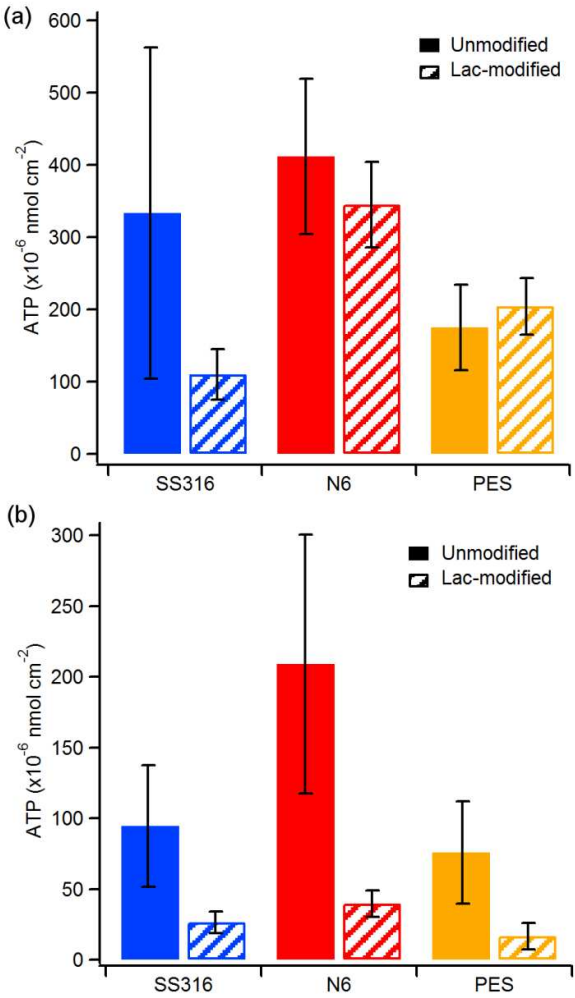 (a)
600
500
400
300
200
100
0
ATP (x10⁻⁶ nmol cm⁻²)
Unmodified
Lac-modified
SS316 N6 PES
(b)
300
250
200
150
100
50
0
ATP (x10⁻⁶ nmol cm⁻²)
Unmodified
Lac-modified
SS316 N6 PES